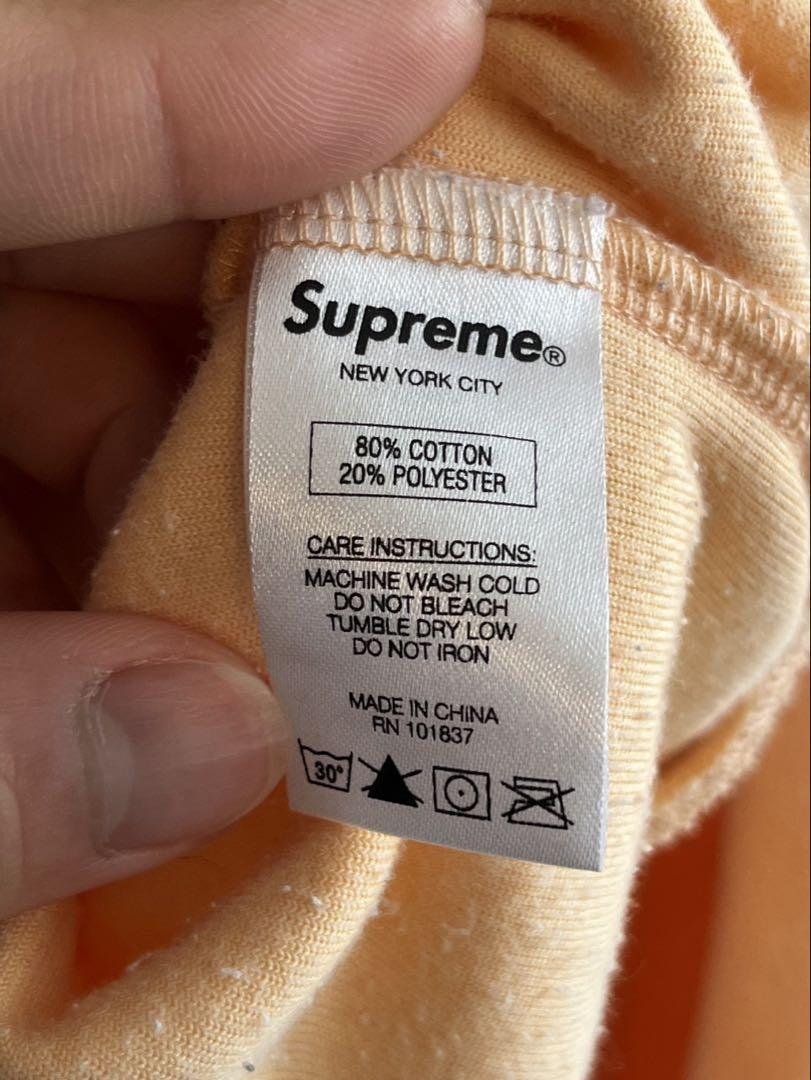 Supreme®
NEW YORK CITY
80% COTTON
20% POLYESTER
CARE INSTRUCTIONS:
MACHINE WASH COLD
DO NOT BLEACH
TUMBLE DRY LOW
DO NOT IRON
MADE IN CHINA
RN 101837
30°